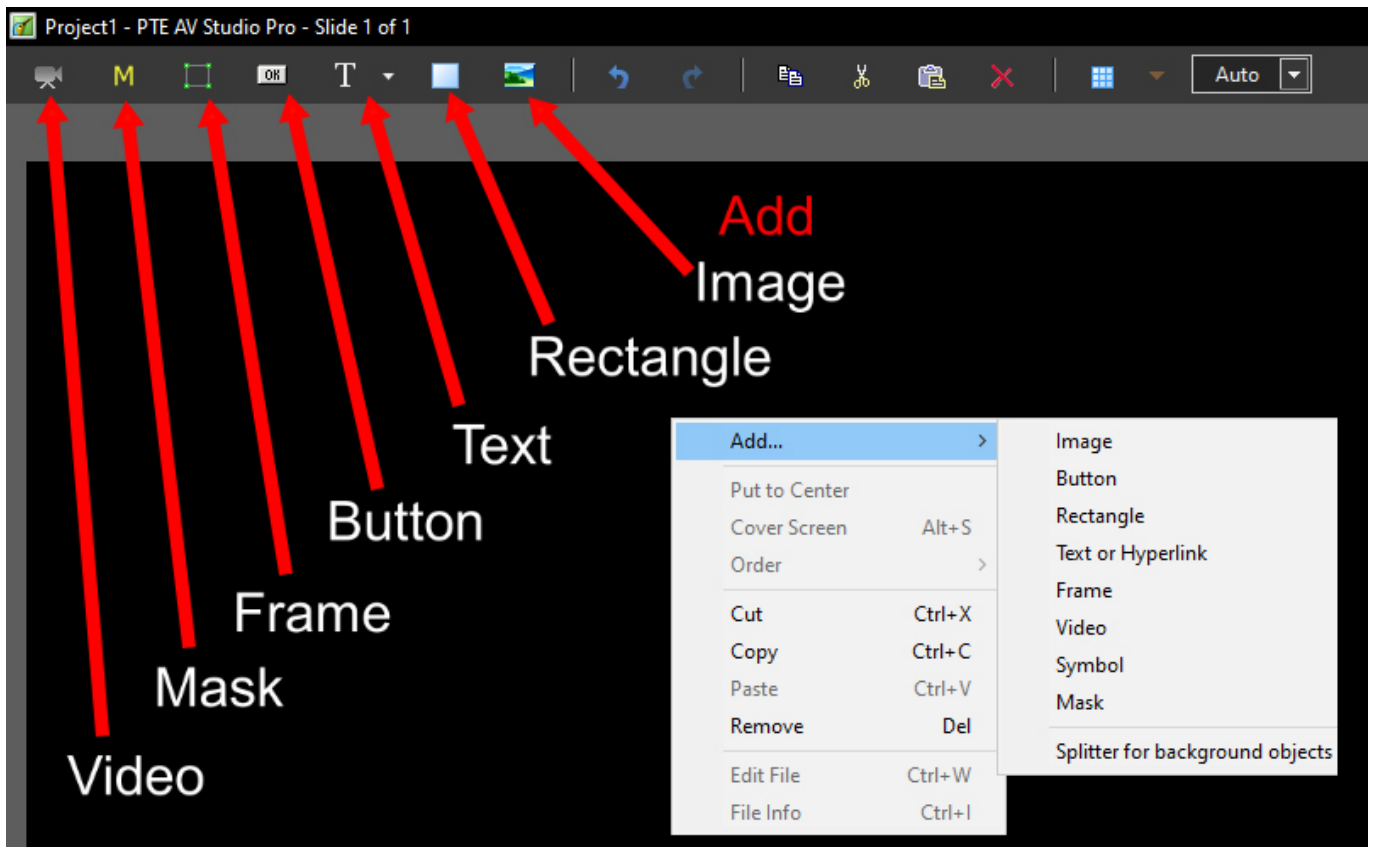 Project1 - PTE AV Studio Pro - Slide 1 of 1
M OK T Auto
Add
Image
Rectangle
Text
Button
Frame
Mask
Video
Add...
Put to Center
Cover Screen Alt+S
Order
Cut Ctrl+X
Copy Ctrl+C
Paste Ctrl+V
Remove Del
Edit File Ctrl+W
File Info Ctrl+I
Image
Button
Rectangle
Text or Hyperlink
Frame
Video
Symbol
Mask
Splitter for background objects